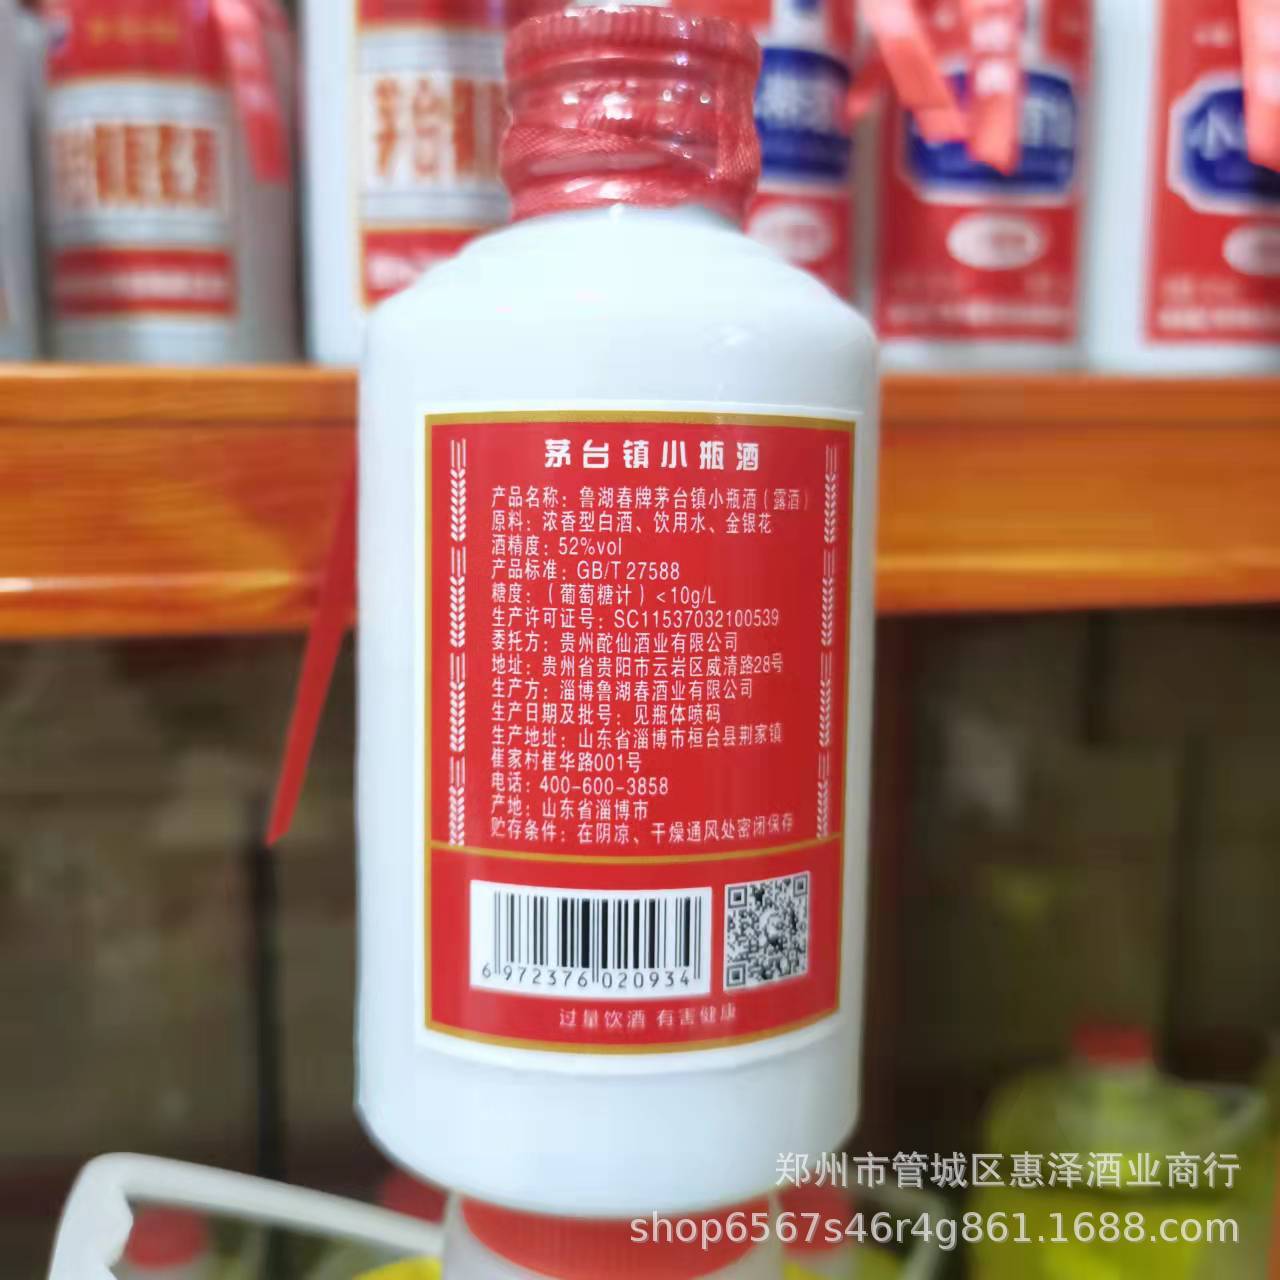 茅台镇小瓶酒
产品名称：鲁湖春牌茅台镇小瓶酒（露酒）
原料：浓香型白酒、饮用水、金银花
酒精度：52%vol
产品标准：GB/T 27588
糖度：（葡萄糖计）<10g/L
生产许可证号：SC11537032100539
委托方：贵州酡仙酒业有限公司
地址：贵州省贵阳市云岩区威清路28号
生产方：淄博鲁湖春酒业有限公司
生产日期及批号：见瓶体喷码
生产地址：山东省淄博市桓台县荆家镇
崔家村崔华路001号
电话：400-600-3858
产地：山东省淄博市
贮存条件：在阴凉、干燥通风处密闭保存
6 972376 020934
过量饮酒 有害健康
郑州市管城区惠泽酒业商行
shop6567s46r4g861.1688.com